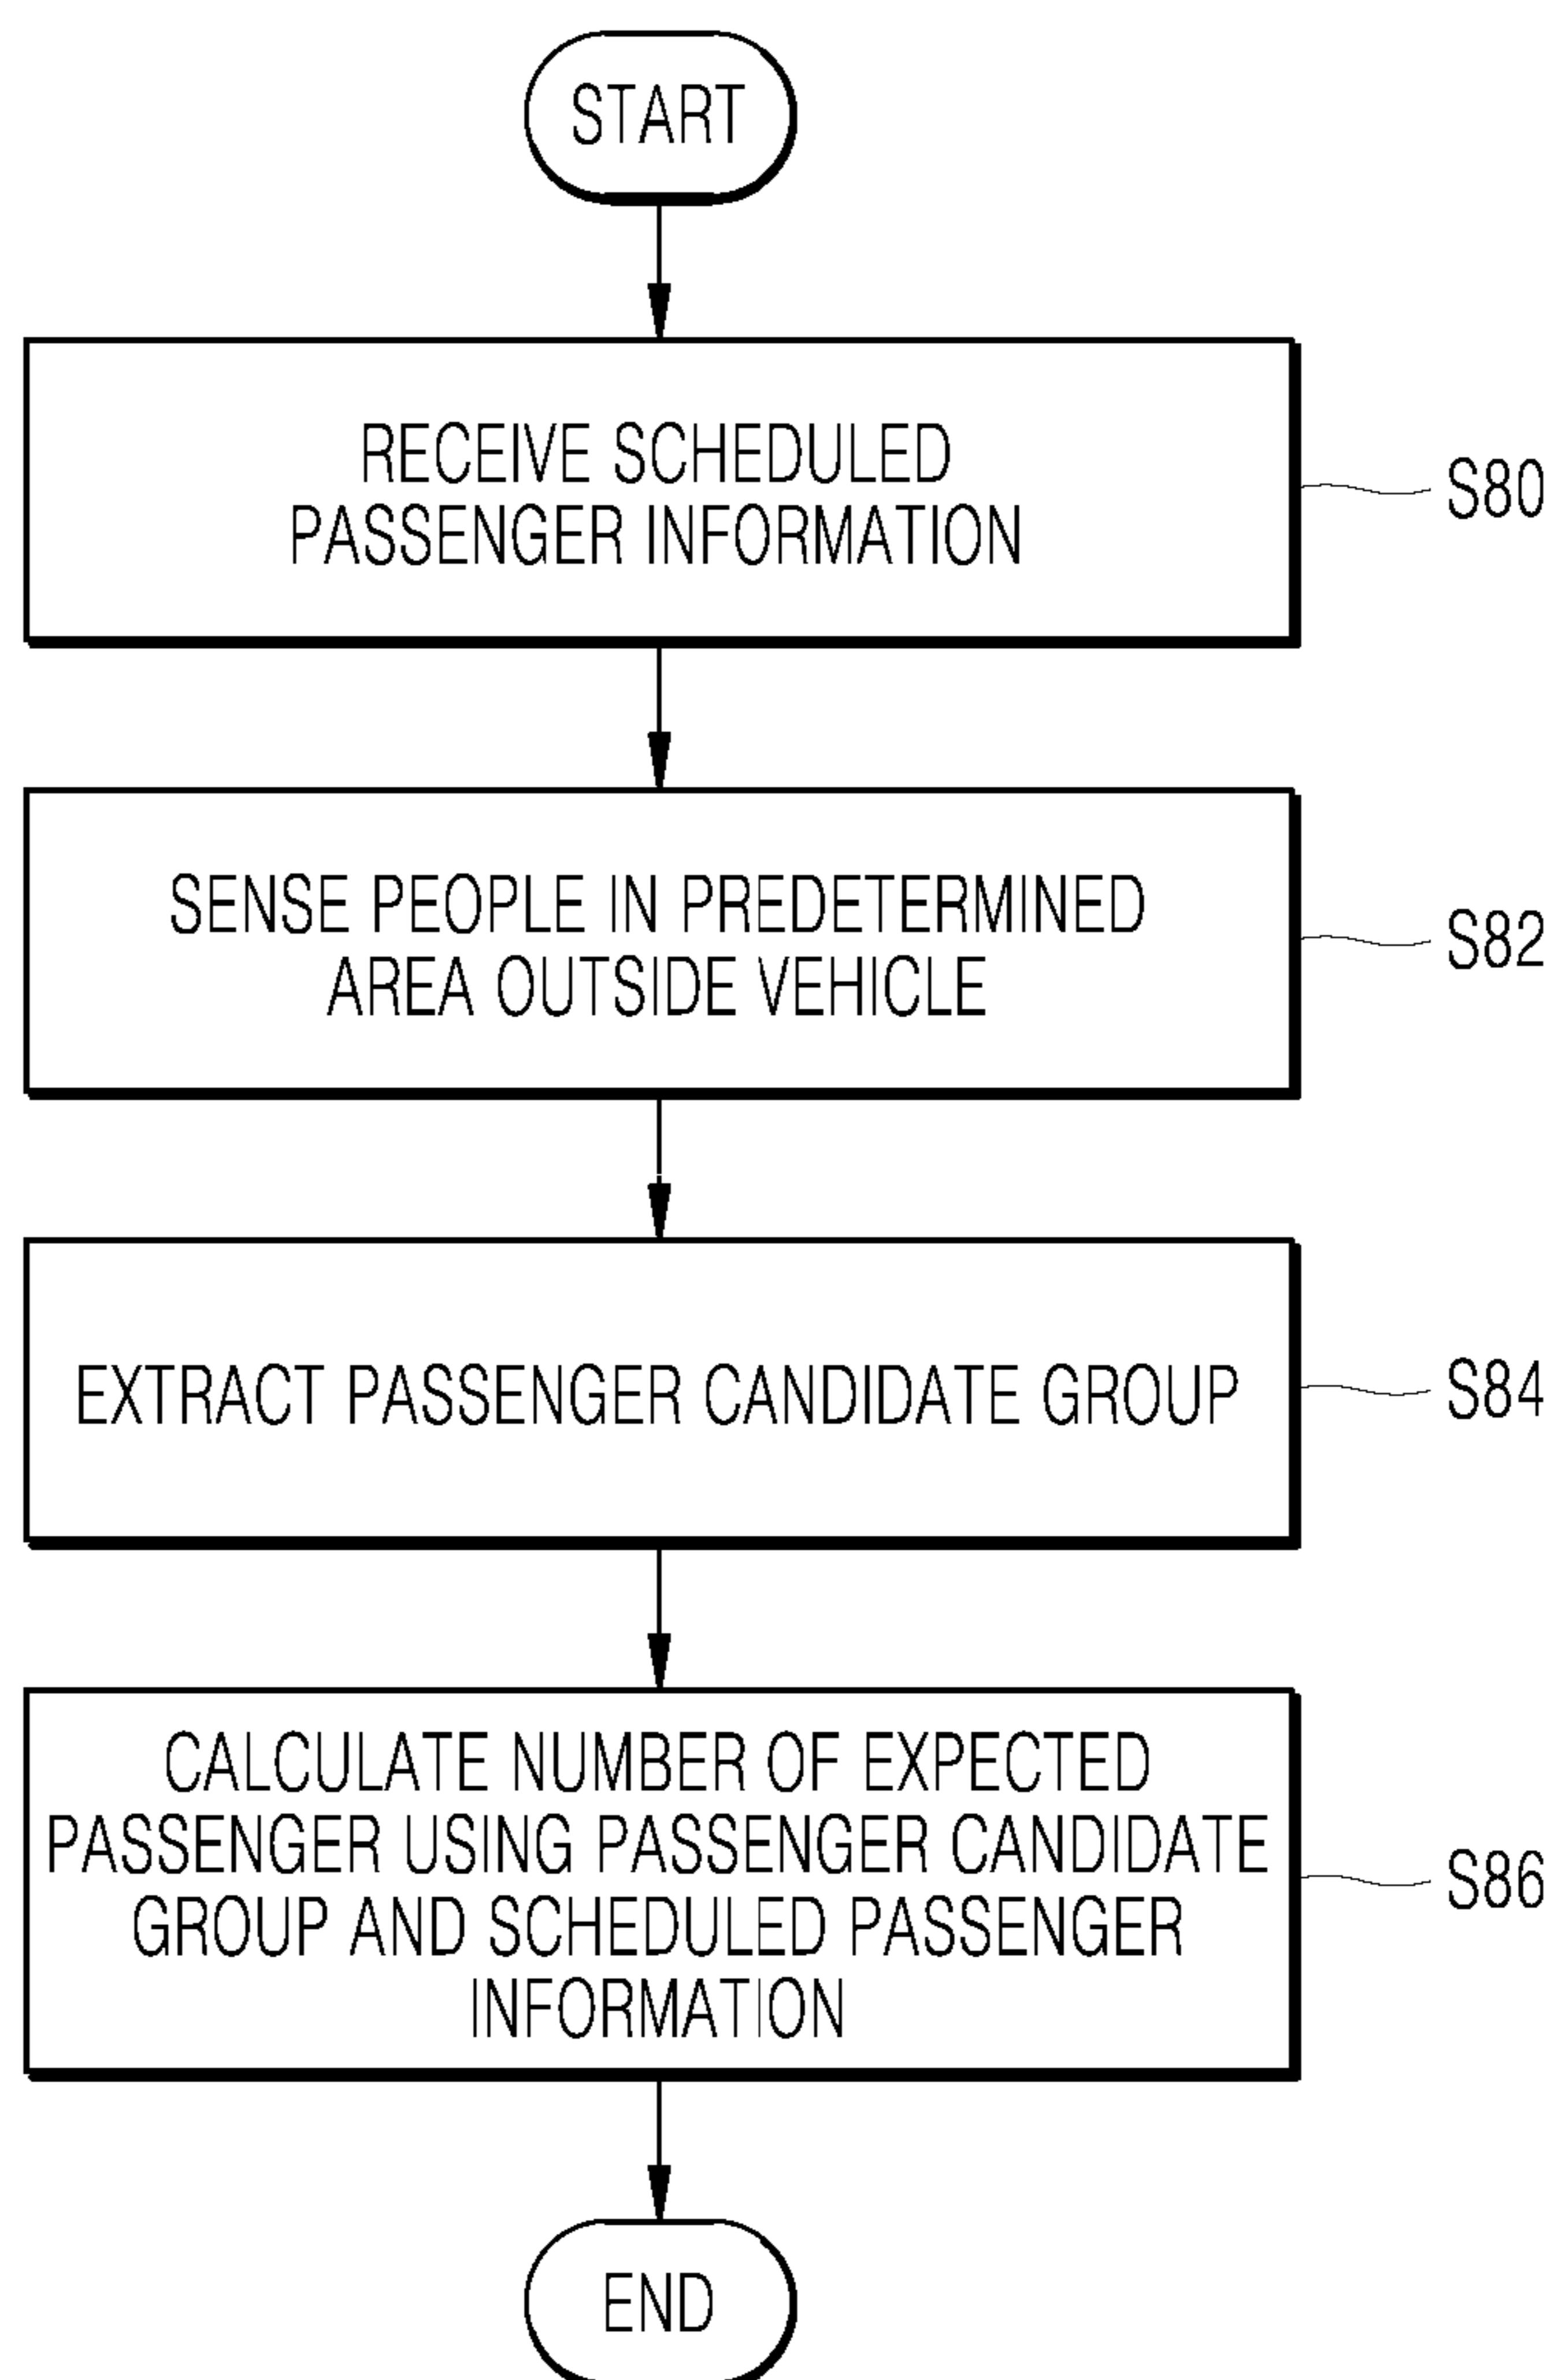 START
RECEIVE SCHEDULED
PASSENGER INFORMATION
S80
SENSE PEOPLE IN PREDETERMINED
AREA OUTSIDE VEHICLE
S82
EXTRACT PASSENGER CANDIDATE GROUP
S84
CALCULATE NUMBER OF EXPECTED
PASSENGER USING PASSENGER CANDIDATE
GROUP AND SCHEDULED PASSENGER
INFORMATION
S86
END